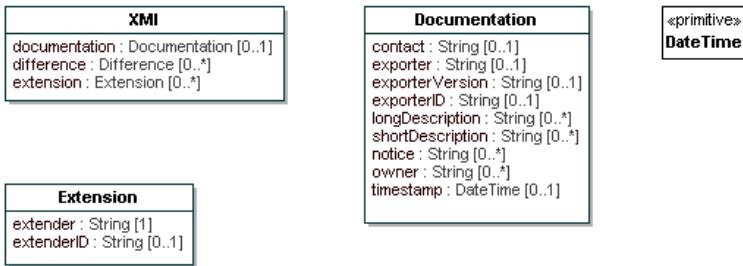 XMI
documentation : Documentation [0..1]
difference : Difference [0..*]
extension : Extension [0..*]
Documentation
contact : String [0..1]
exporter : String [0..1]
exporterVersion : String [0..1]
exporterID : String [0..1]
longDescription : String [0..*]
shortDescription : String [0..*]
notice : String [0..*]
owner : String [0..*]
timestamp : DateTime [0..1]
«primitive»
DateTime
Extension
extender : String [1]
extenderID : String [0..1]